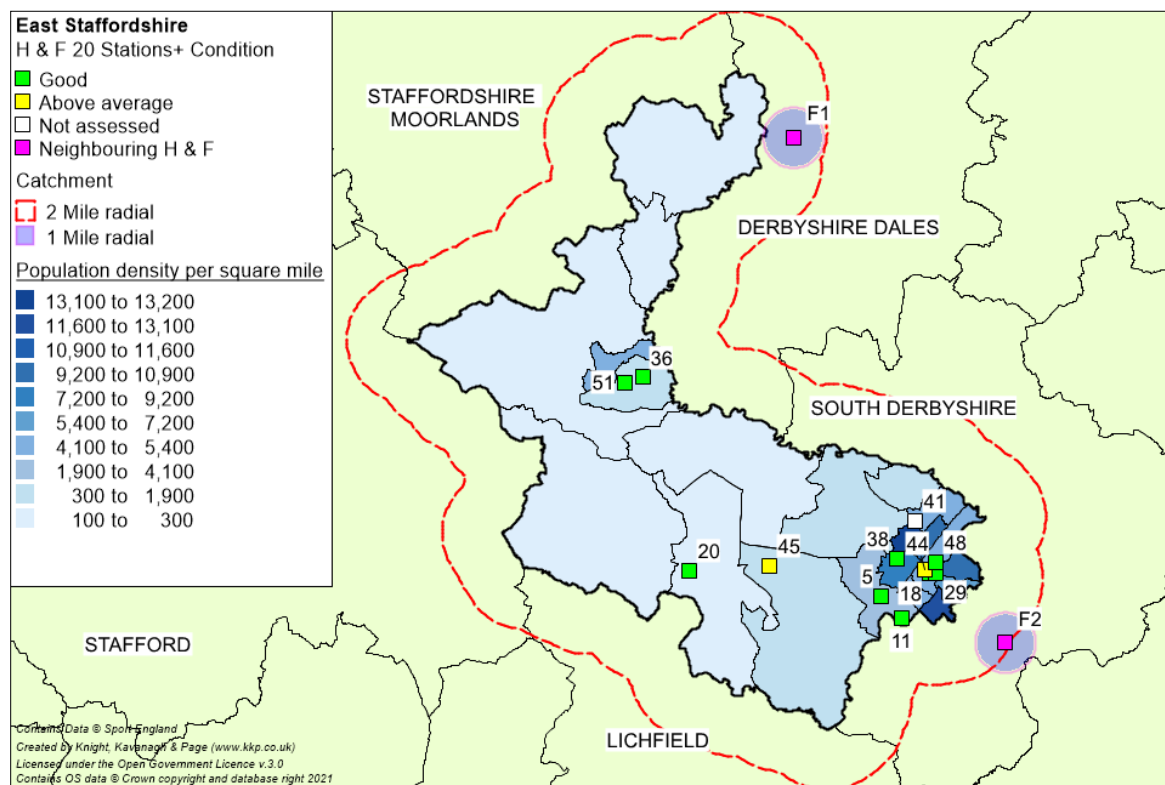 East Staffordshire
H & F 20 Stations+ Condition
Good
Above average
Not assessed
Neighbouring H & F
Catchment
2 Mile radial
1 Mile radial
Population density per square mile
13,100 to 13,200
11,600 to 13,100
10,900 to 11,600
9,200 to 10,900
7,200 to 9,200
5,400 to 7,200
4,100 to 5,400
1,900 to 4,100
300 to 1,900
100 to 300
STAFFORDSHIRE
MOORLANDS
F1
DERBYSHIRE DALES
36
51
SOUTH DERBYSHIRE
41
38
44
48
20
45
5
18
29
11
F2
STAFFORD
LICHFIELD
Contains Data © Sport England
Created by Knight, Kavanagh & Page (www.kkp.co.uk)
Licensed under the Open Government Licence v.3.0
Contains OS data © Crown copyright and database right 2021